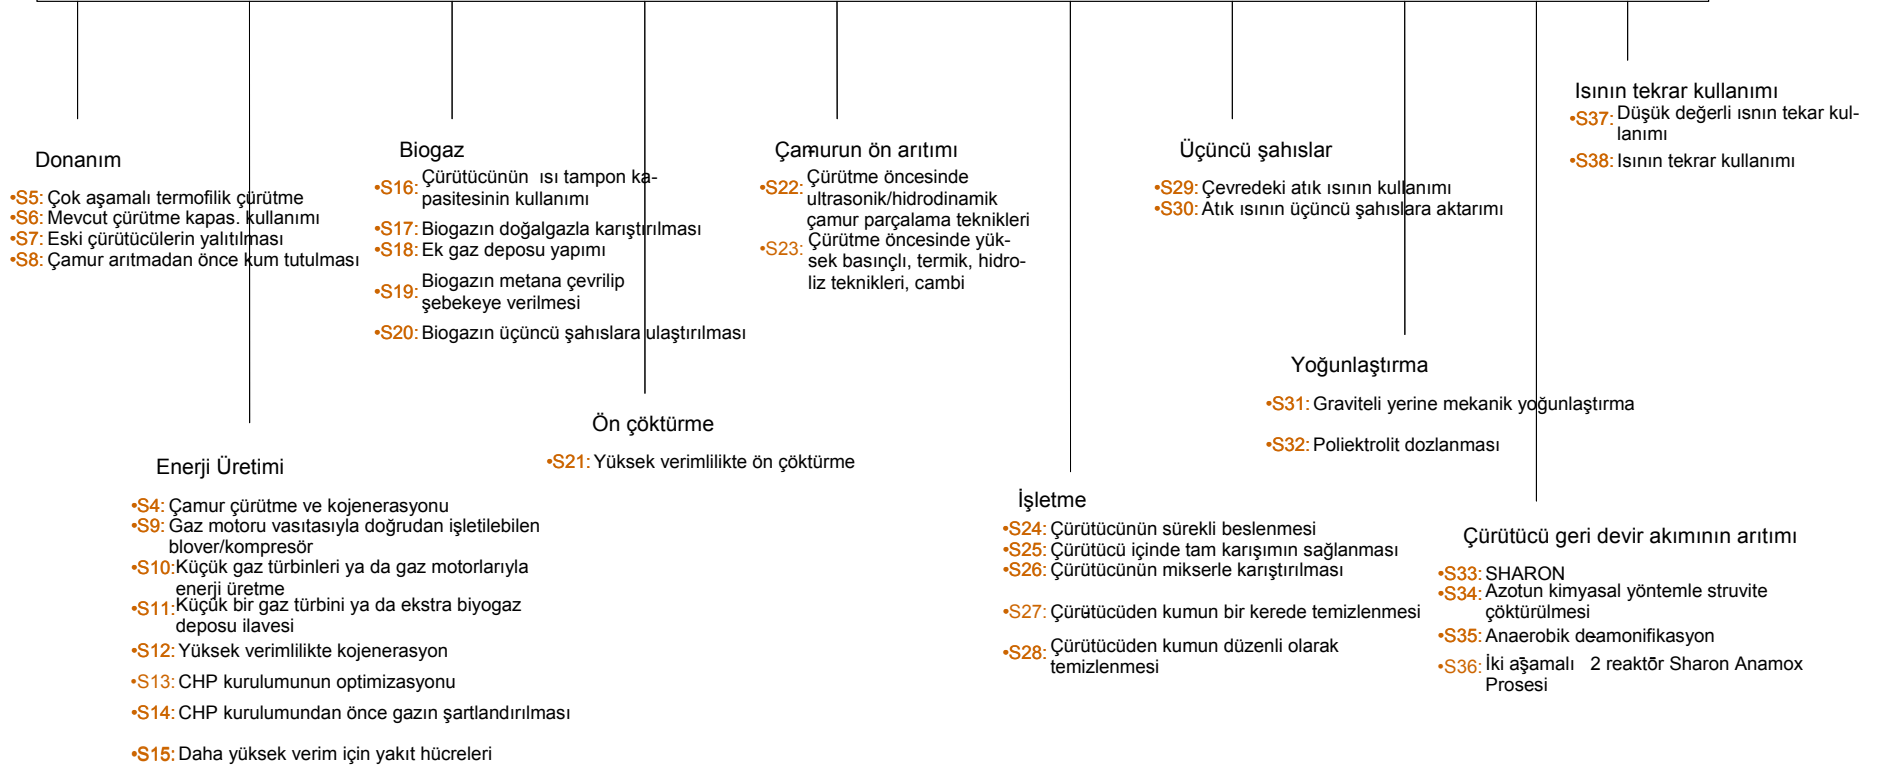 Donanım
•S5: Çok aşamalı termofilik çürütme
•S6: Mevcut çürütme kapas. kullanımı
•S7: Eski çürütücülerin yalıtılması
•S8: Çamur arıtmadan önce kum tutulması
Enerji Üretimi
•S4: Çamur çürütme ve kojenerasyonu
•S9: Gaz motoru vasıtasıyla doğrudan işletilebilen
blover/kompresör
•S10: Küçük gaz türbinleri ya da gaz motorlarıyla
enerji üretme
•S11: Küçük bir gaz türbini ya da ekstra biyogaz
deposu ilavesi
•S12: Yüksek verimlilikte kojenerasyon
•S13: CHP kurulumunun optimizasyonu
•S14: CHP kurulumundan önce gazın şartlandırılması
•S15: Daha yüksek verim için yakıt hücreleri
Biogaz
•S16: Çürütücünün ısı tampon ka-
pasitesinin kullanımı
•S17: Biogazın doğalgazla karıştırılması
•S18: Ek gaz deposu yapımı
•S19: Biogazın metana çevrilip
şebekeye verilmesi
•S20: Biogazın üçüncü şahıslara ulaştırılması
Ön çöktürme
•S21: Yüksek verimlilikte ön çöktürme
Çamurun ön arıtımı
•S22: Çürütme öncesinde
ultrasonik/hidrodinamik
çamur parçalama teknikleri
•S23: Çürütme öncesinde yük-
sek basınçlı, termik, hidro-
liz teknikleri, cambi
İşletme
•S24: Çürütücünün sürekli beslenmesi
•S25: Çürütücü içinde tam karışımın sağlanması
•S26: Çürütücünün mikserle karıştırılması
•S27: Çürütücüden kumun bir kerede temizlenmesi
•S28: Çürütücüden kumun düzenli olarak
temizlenmesi
Üçüncü şahıslar
•S29: Çevredeki atık ısının kullanımı
•S30: Atık ısının üçüncü şahıslara aktarımı
Yoğunlaştırma
•S31: Graviteli yerine mekanik yoğunlaştırma
•S32: Poliektrolit dozlanması
Çürütücü geri devir akımının arıtımı
•S33: SHARON
•S34: Azotun kimyasal yöntemle struvite
çöktürülmesi
•S35: Anaerobik de-amonifikasyon
•S36: İki aşamalı 2 reaktör Sharon Anamox
Prosesi
Isının tekrar kullanımı
•S37: Düşük değerli ısnın tekar kul-
lanımı
•S38: Isının tekrar kullanımı